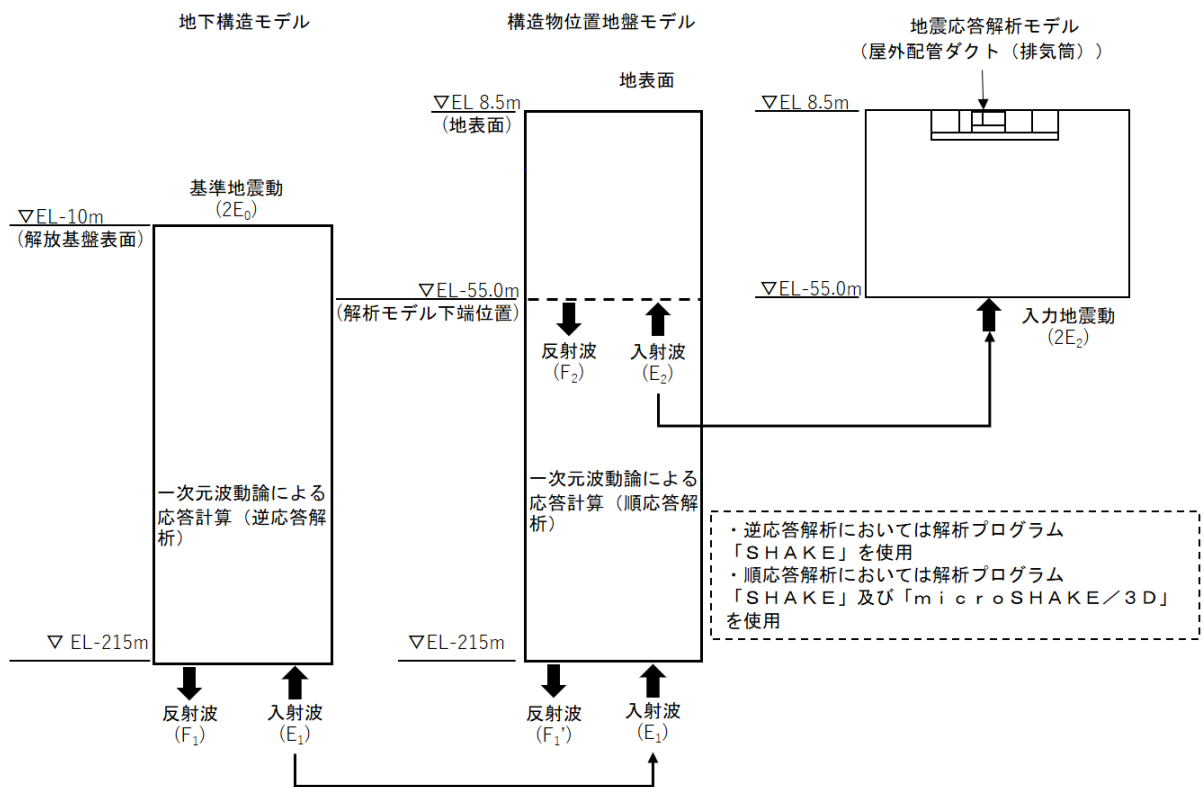 地下構造モデル
構造物位置地盤モデル
地震応答解析モデル
（屋外配管ダクト（排気筒））
地表面
▽EL 8.5m
(地表面)
▽EL 8.5m
基準地震動
(2E₀)
▽EL-10m
(解放基盤表面)
▽EL-55.0m
(解析モデル下端位置)
▽EL-55.0m
反射波
(F₂)
入射波
(E₂)
入力地震動
(2E₂)
一次元波動論による
応答計算（逆応答解
析）
一次元波動論による
応答計算（順応答解
析）
・逆応答解析においては解析プログラム
「ＳＨＡＫＥ」を使用
・順応答解析においては解析プログラム
「ＳＨＡＫＥ」及び「ｍｉｃｒｏＳＨＡＫＥ／３Ｄ」
を使用
▽ EL-215m
▽EL-215m
反射波
(F₁)
入射波
(E₁)
反射波
(F₁')
入射波
(E₁)